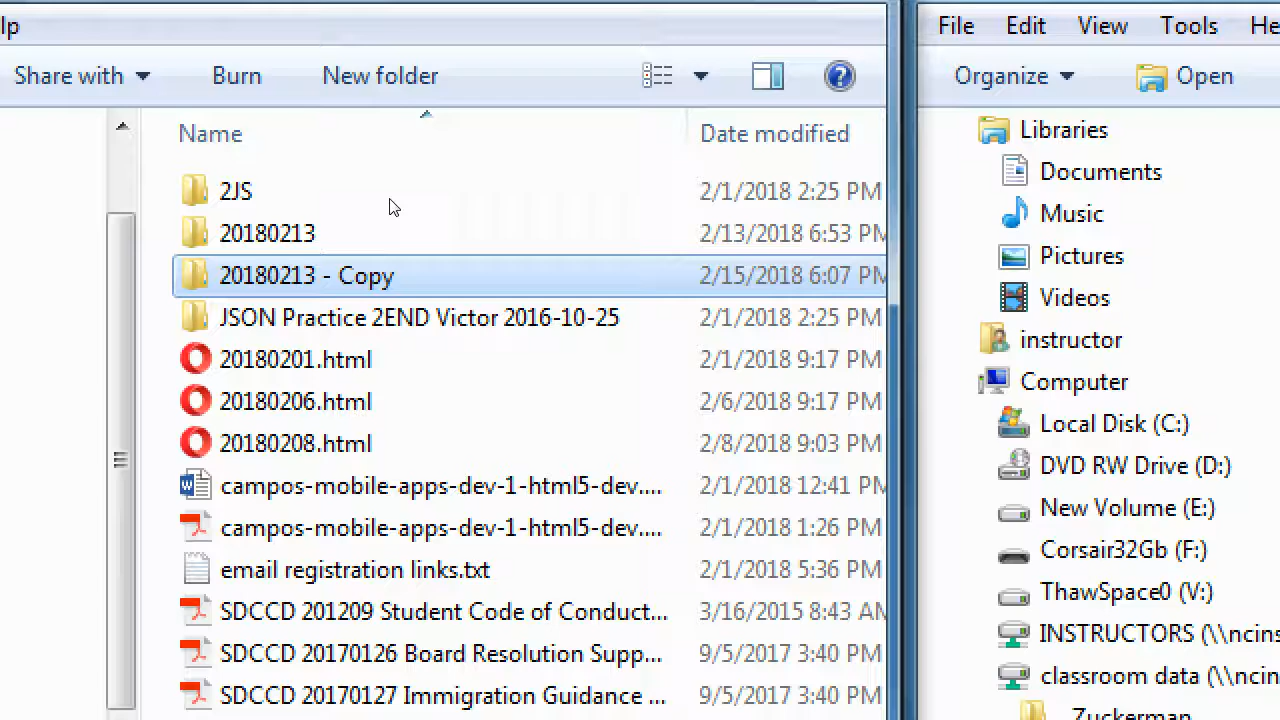 lp
File Edit View Tools He
Share with Burn New folder
Organize Open
Name Date modified
2JS 2/1/2018 2:25 PM
20180213 2/13/2018 6:53 PM
20180213 - Copy 2/15/2018 6:07 PM
JSON Practice 2END Victor 2016-10-25 2/1/2018 2:25 PM
20180201.html 2/1/2018 9:17 PM
20180206.html 2/6/2018 9:17 PM
20180208.html 2/8/2018 9:03 PM
campos-mobile-apps-dev-1-html5-dev.... 2/1/2018 12:41 PM
campos-mobile-apps-dev-1-html5-dev.... 2/1/2018 1:26 PM
email registration links.txt 2/1/2018 5:36 PM
SDCCD 201209 Student Code of Conduct... 3/16/2015 8:43 AM
SDCCD 20170126 Board Resolution Supp... 9/5/2017 3:40 PM
SDCCD 20170127 Immigration Guidance ... 9/5/2017 3:40 PM
Libraries
Documents
Music
Pictures
Videos
instructor
Computer
Local Disk (C:)
DVD RW Drive (D:)
New Volume (E:)
Corsair32Gb (F:)
ThawSpace0 (V:)
INSTRUCTORS (\\ncins
classroom data (\\ncin
Zuckerman